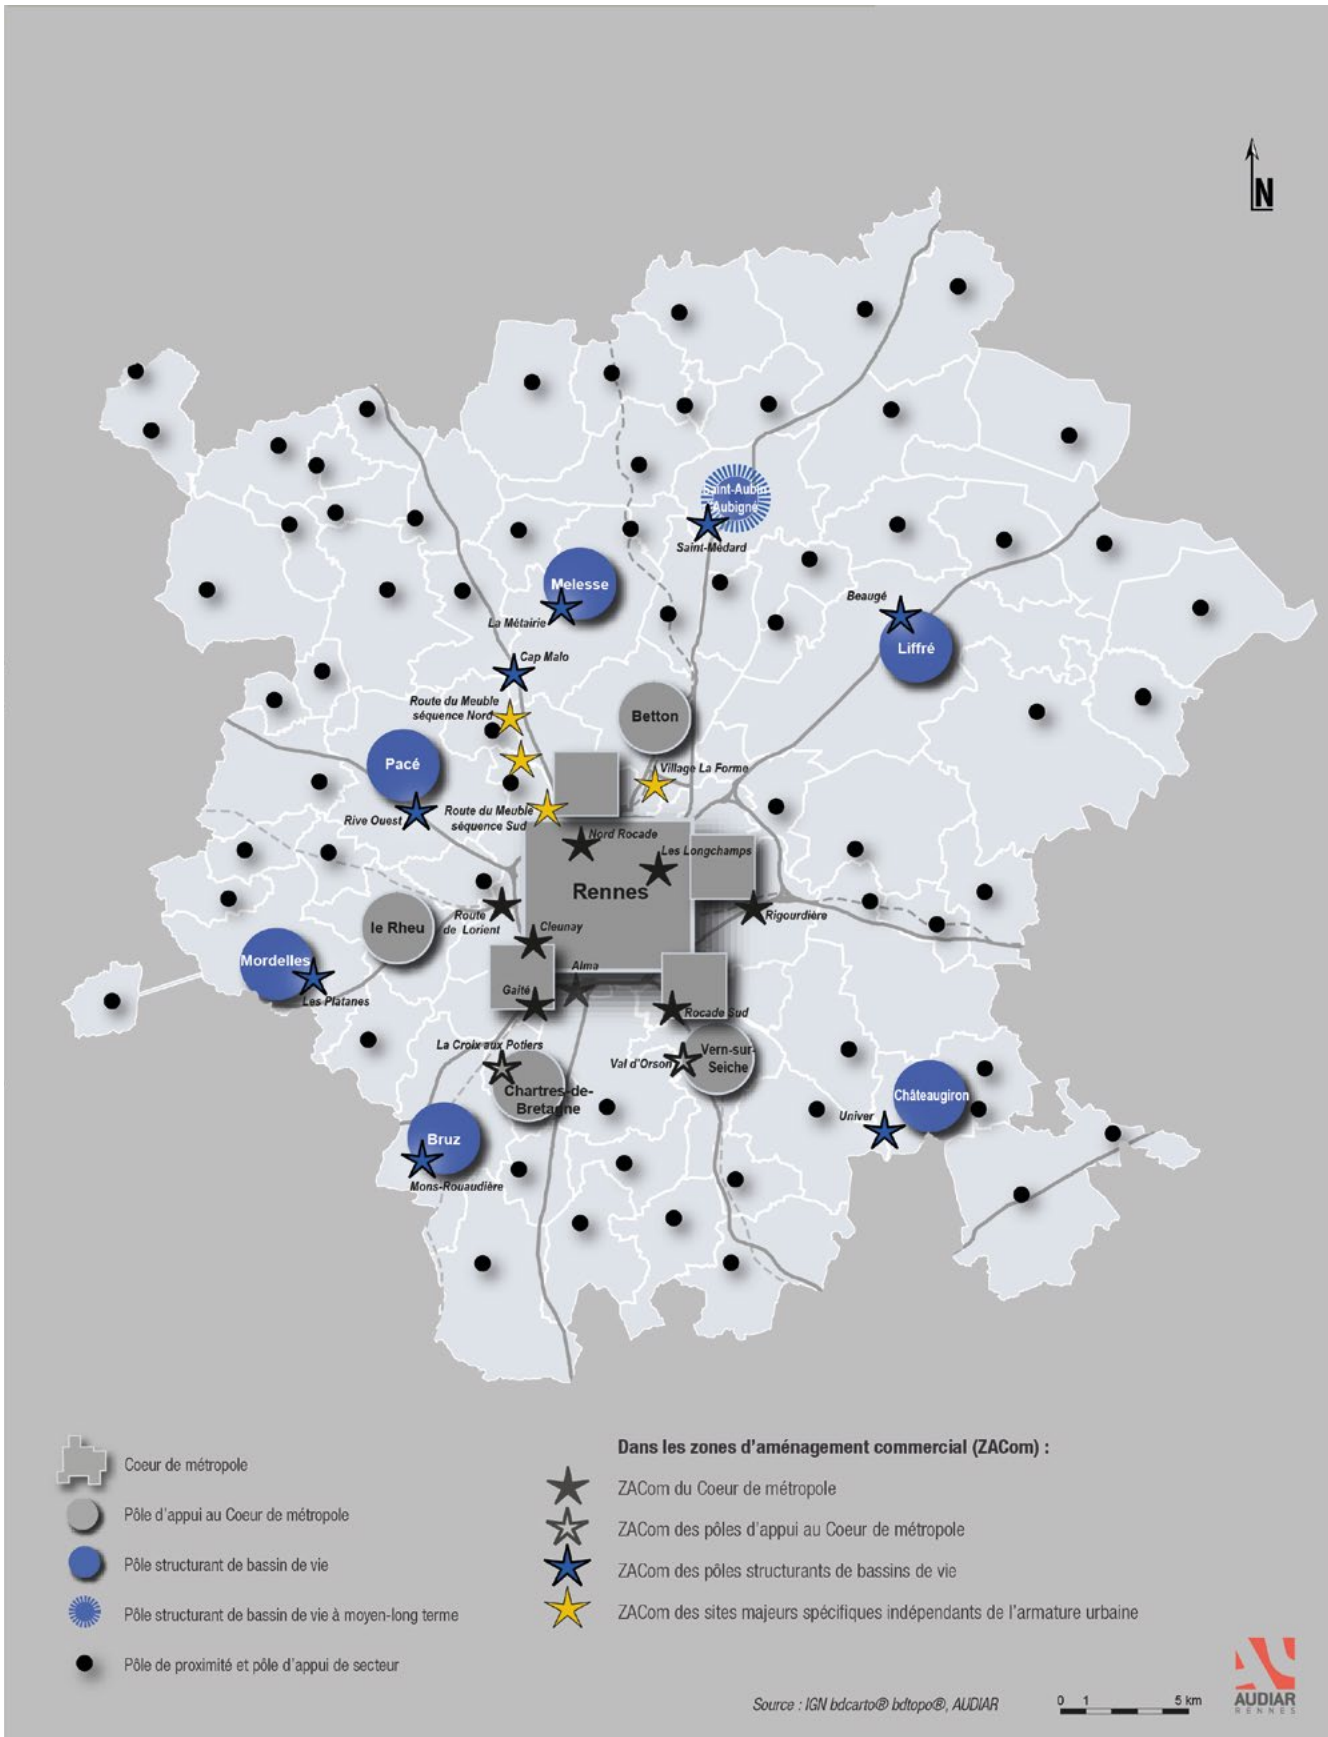 N
Saint-Aubin
d'Aubigné
Saint-Médard
Melesse
La Métairie
Beaugé
Liffré
Cap Malo
Route du Meuble
séquence Nord
Betton
Pacé
Village La Forme
Rive Ouest
Route du Meuble
séquence Sud
Nord Rocade
Les Longchamps
Rennes
Route
de Lorient
Rigourdière
le Rheu
Cleunay
Mordelles
Alma
Les Platanes
Gaité
Rocade Sud
La Croix aux Potiers
Val d'Orson
Vern-sur-
Seiche
Chartres-de-
Bretagne
Châteaugiron
Univer
Bruz
Mons-Rouaudière
Coeur de métropole
Pôle d'appui au Coeur de métropole
Pôle structurant de bassin de vie
Pôle structurant de bassin de vie à moyen-long terme
Pôle de proximité et pôle d'appui de secteur
Dans les zones d'aménagement commercial (ZACom) :
ZACom du Coeur de métropole
ZACom des pôles d'appui au Coeur de métropole
ZACom des pôles structurants de bassins de vie
ZACom des sites majeurs spécifiques indépendants de l'armature urbaine
Source : IGN bdcarto® bdtopo®, AUDIAR
0 1 5 km
AUDIAR
RENNES